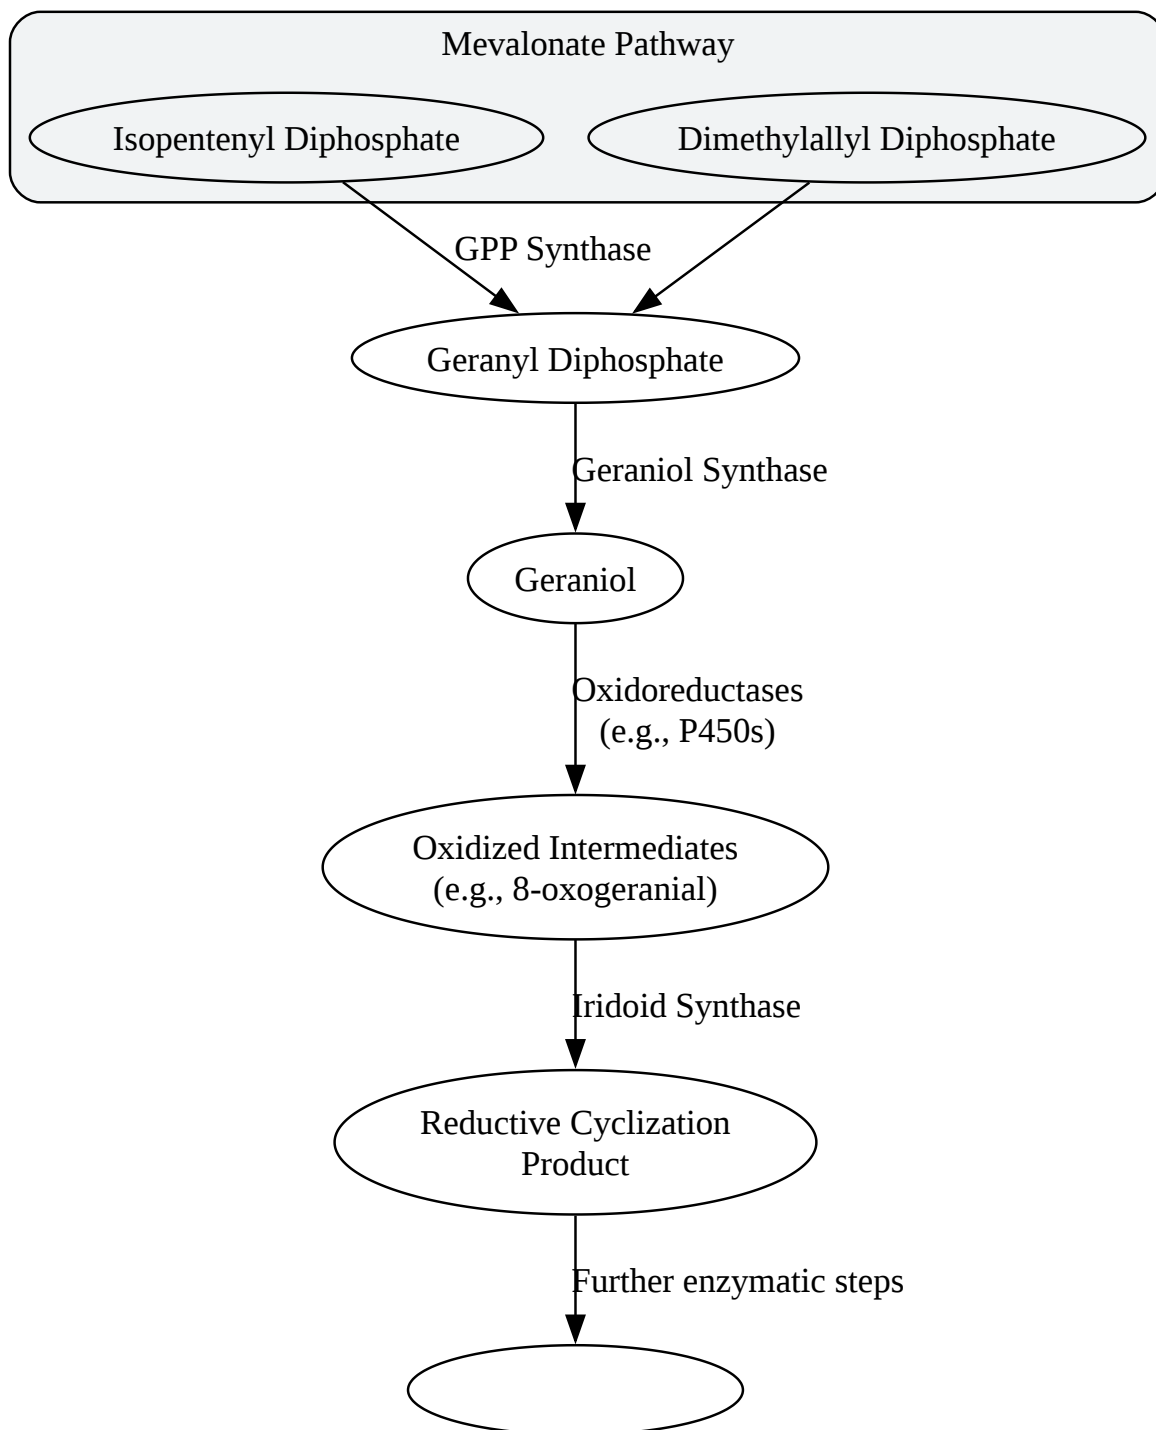 Mevalonate Pathway
Isopentenyl Diphosphate
Dimethylallyl Diphosphate
GPP Synthase
Geranyl Diphosphate
Geraniol Synthase
Geraniol
Oxidoreductases
(e.g., P450s)
Oxidized Intermediates
(e.g., 8-oxogeranial)
Iridoid Synthase
Reductive Cyclization
Product
Further enzymatic steps